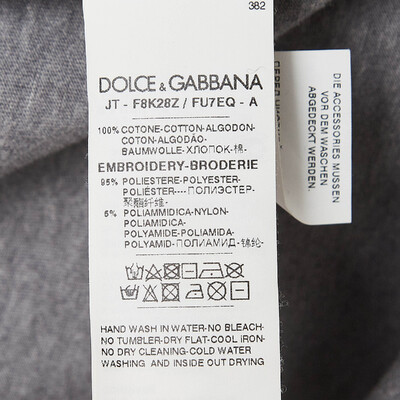 382
DOLCE & GABBANA
JT - F8K28Z / FU7EQ - A
100% COTONE-COTTON-ALGODON-
COTON-ALGODÃO-
BAUMWOLLE-ХЛОПОК-棉-
EMBROIDERY-BRODERIE
95% POLIESTERE-POLYESTER-
POLIÉSTER----ПОЛИЭСТЕР-
聚酯纤维-
5% POLIAMMIDICA-NYLON-
POLIAMIDICA-
POLYAMIDE-POLIAMIDA-
POLYAMID-ПОЛИАМИД-锦纶-
HAND WASH IN WATER-NO BLEACH-
NO TUMBLER-DRY FLAT-COOL IRON-
NO DRY CLEANING-COLD WATER
WASHING AND INSIDE OUT DRYING
DIE ACCESSORIES MUSSEN
VOR DEM WASCHEN
ABGEDECKT WERDEN.